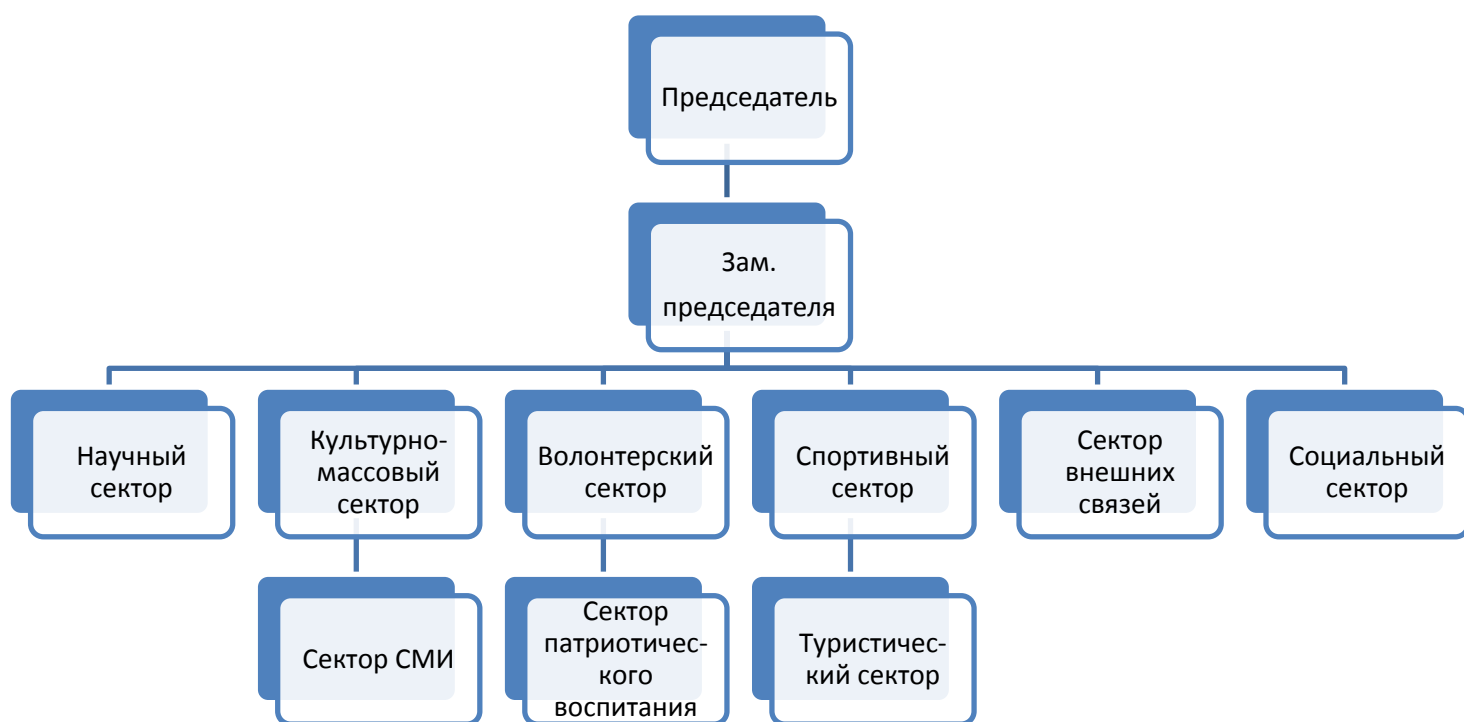 Председатель
Зам.
председателя
Научный
сектор
Культурно-
массовый
сектор
Волонтерский
сектор
Спортивный
сектор
Сектор
внешних
связей
Социальный
сектор
Сектор СМИ
Сектор
патриотичес-
кого
воспитания
Туристичес-
кий сектор